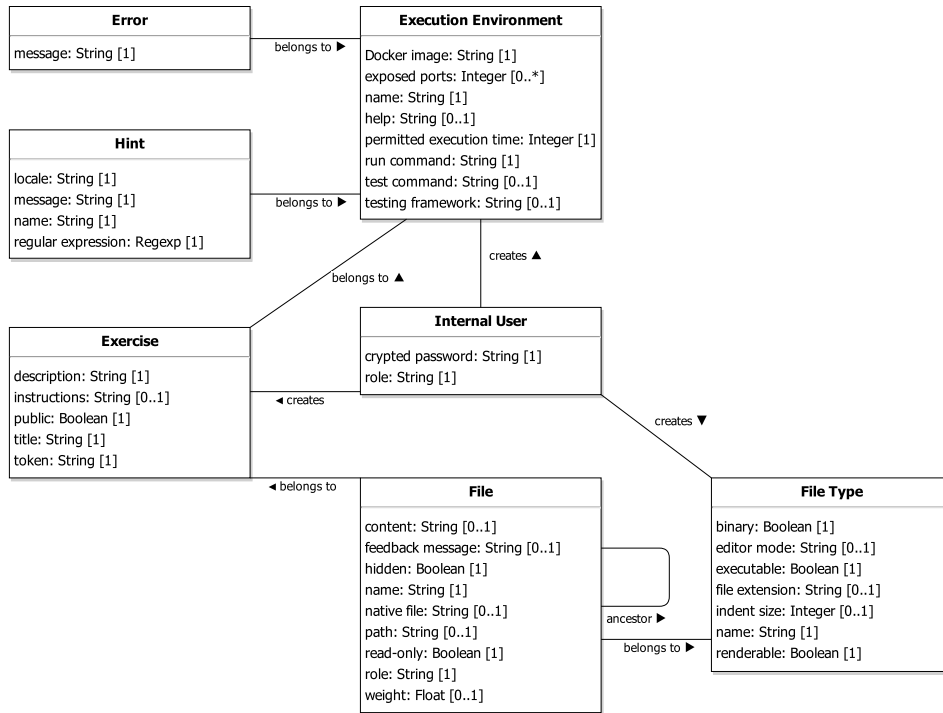 Error
message: String [1]
belongs to ▶
Execution Environment
Docker image: String [1]
exposed ports: Integer [0..*]
name: String [1]
help: String [0..1]
permitted execution time: Integer [1]
run command: String [1]
test command: String [0..1]
testing framework: String [0..1]
Hint
locale: String [1]
message: String [1]
name: String [1]
regular expression: Regexp [1]
belongs to ▶
belongs to ▲
creates ▲
Exercise
description: String [1]
instructions: String [0..1]
public: Boolean [1]
title: String [1]
token: String [1]
Internal User
crypted password: String [1]
role: String [1]
◄ creates
creates ▼
◄ belongs to
File
content: String [0..1]
feedback message: String [0..1]
hidden: Boolean [1]
name: String [1]
native file: String [0..1]
path: String [0..1]
read-only: Boolean [1]
role: String [1]
weight: Float [0..1]
ancestor ▶
belongs to ▶
File Type
binary: Boolean [1]
editor mode: String [0..1]
executable: Boolean [1]
file extension: String [0..1]
indent size: Integer [0..1]
name: String [1]
renderable: Boolean [1]